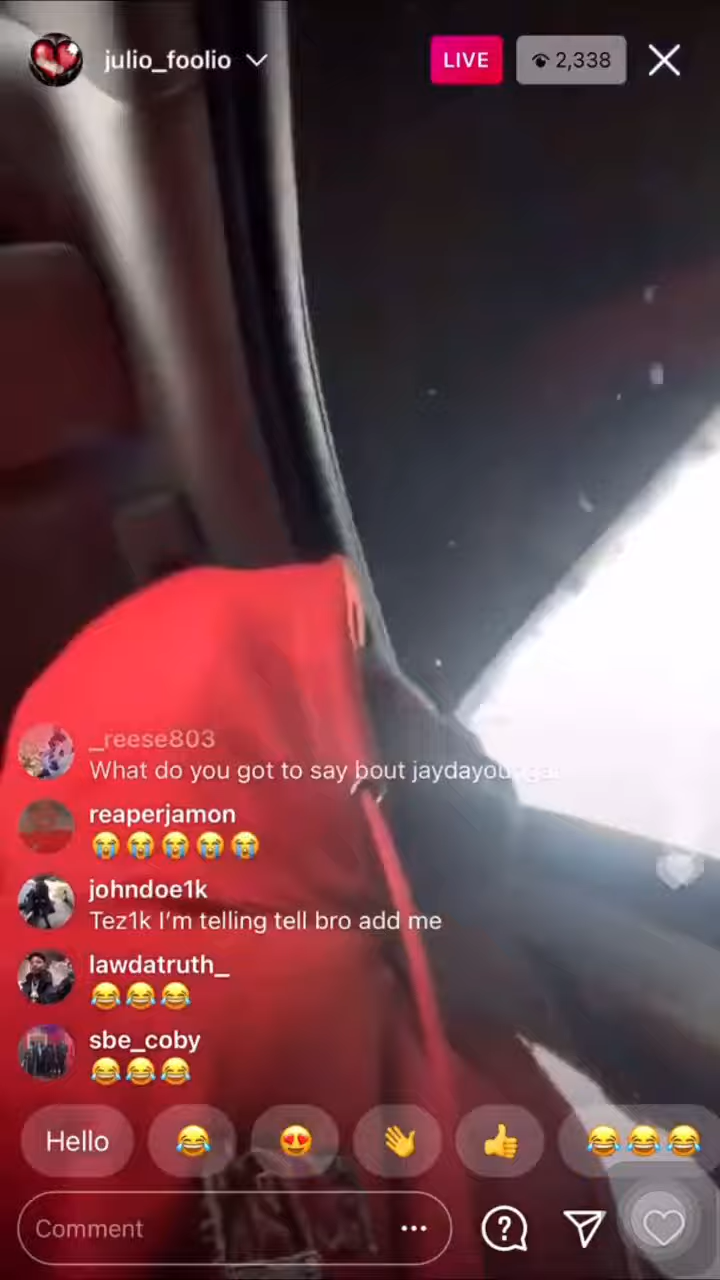 julio_foolio
LIVE
2,338
_reese803
What do you got to say bout
reaperjamon
😭😭😭😭😭
johndoe1k
Tez1k I'm telling tell bro add me
lawdatruth_
😂😂😂
sbe_coby
😂😂😂
Hello 😂 😍 👋 👍 😂😂😂
Comment